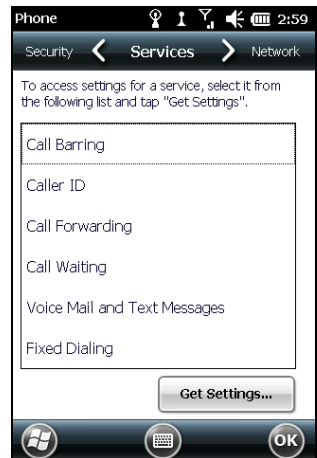 Phone 2:59
Security Services Network
To access settings for a service, select it from
the following list and tap "Get Settings".
Call Barring
Caller ID
Call Forwarding
Call Waiting
Voice Mail and Text Messages
Fixed Dialing
Get Settings...
OK